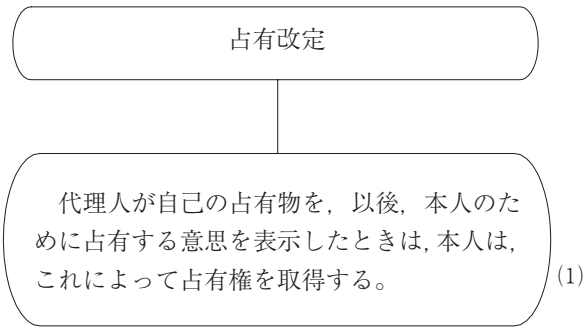 占有改定
代理人が自己の占有物を，以後，本人のた
めに占有する意思を表示したときは，本人は，
これによって占有権を取得する。
(1)